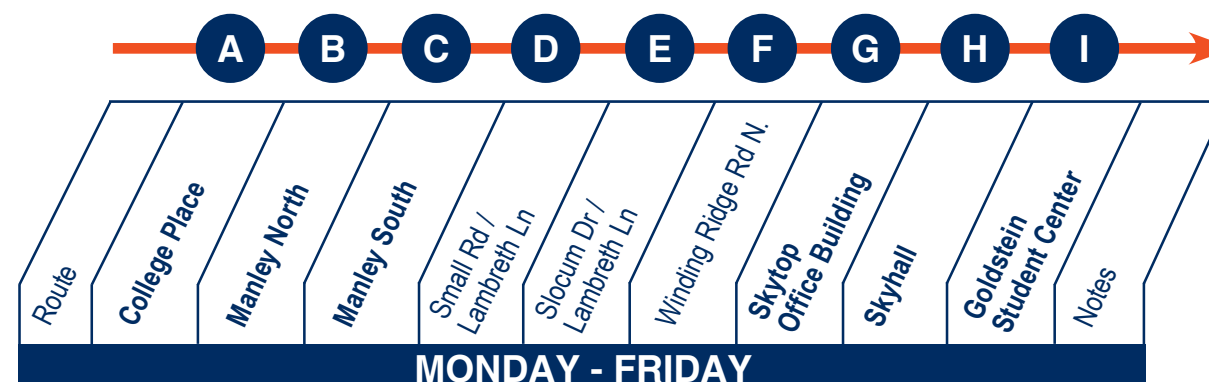 A B C D E F G H I
Route
College Place
Manley North
Manley South
Small Rd /
Lambreth Ln
Slocum Dr /
Lambreth Ln
Winding Ridge Rd N.
Skytop
Office Building
Skyhall
Goldstein
Student Center
Notes
MONDAY - FRIDAY